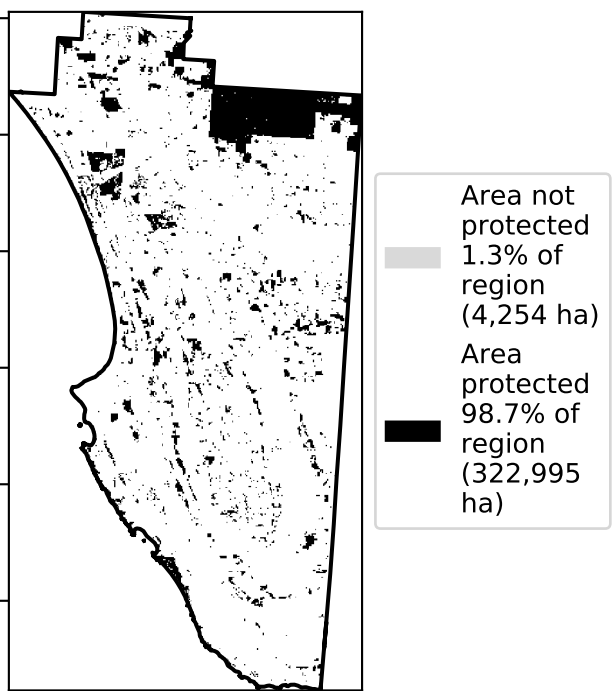 Area not
protected
1.3% of
region
(4,254 ha)
Area
protected
98.7% of
region
(322,995
ha)